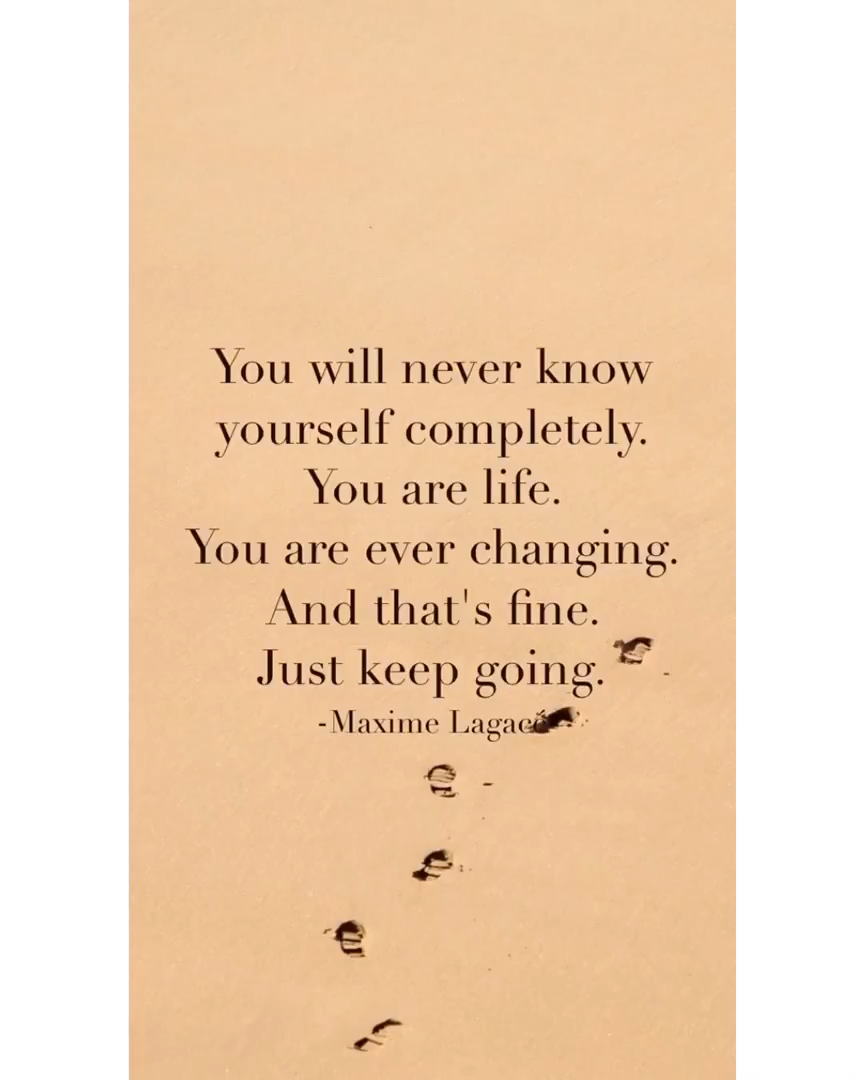 You will never know
yourself completely.
You are life.
You are ever changing.
And that's fine.
Just keep going.
-Maxime Lagacé